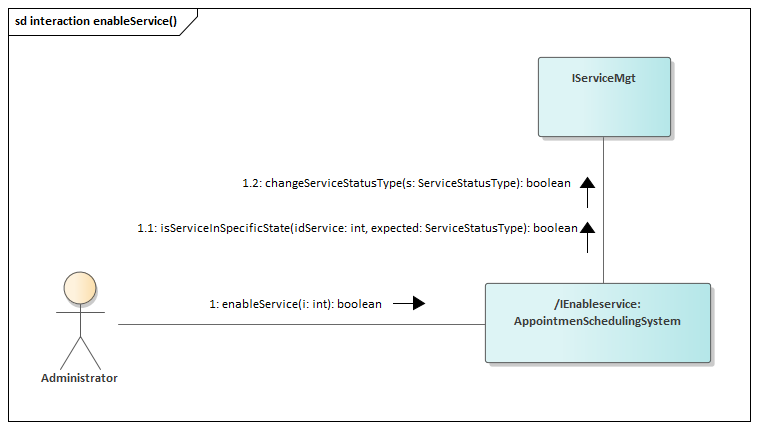 sd interaction enableService()
IServiceMgt
1.2: changeServiceStatusType(s: ServiceStatusType): boolean
1.1: isServiceInSpecificState(idService: int, expected: ServiceStatusType): boolean
1: enableService(i: int): boolean
/IEnableservice:
AppointmenSchedulingSystem
Administrator